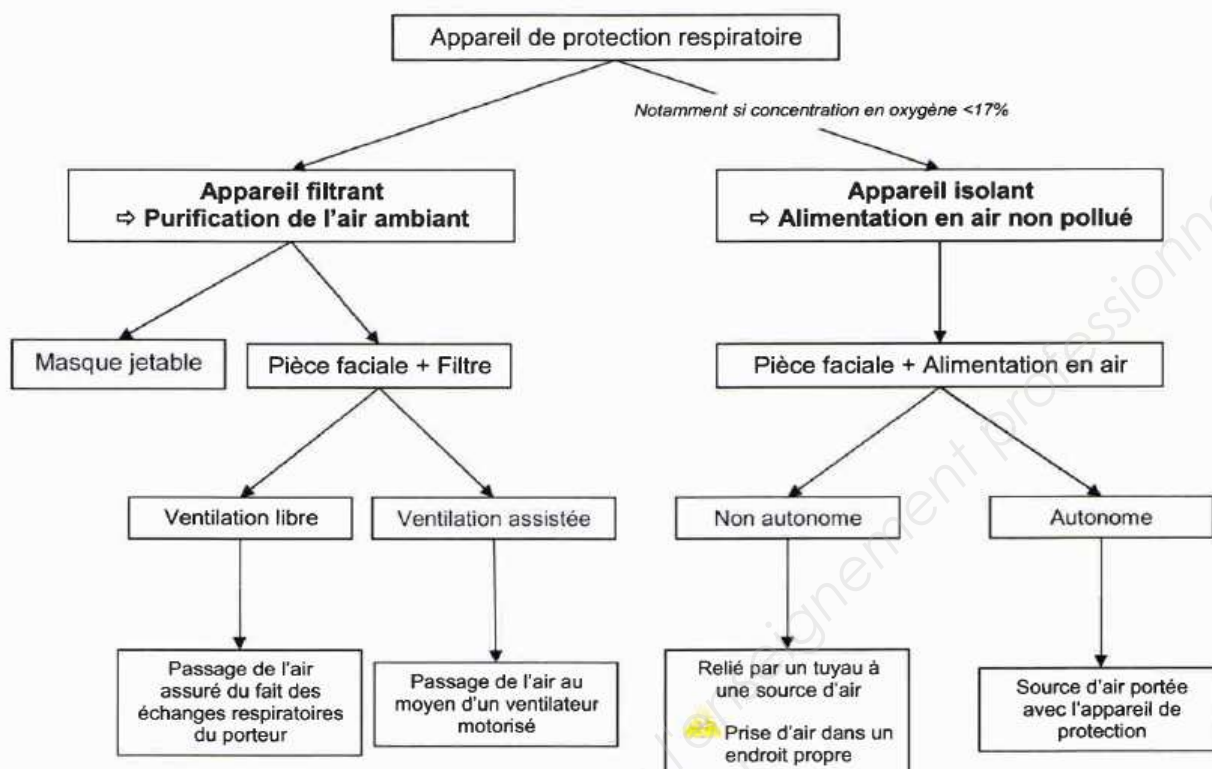 Appareil de protection respiratoire
Notamment si concentration en oxygène <17%
Appareil filtrant
⇨ Purification de l'air ambiant
Appareil isolant
⇨ Alimentation en air non pollué
Masque jetable
Pièce faciale + Filtre
Pièce faciale + Alimentation en air
Ventilation libre
Ventilation assistée
Non autonome
Autonome
Passage de l'air
assuré du fait des
échanges respiratoires
du porteur
Passage de l'air au
moyen d'un ventilateur
motorisé
Relié par un tuyau à
une source d'air
Prise d'air dans un
endroit propre
Source d'air portée
avec l'appareil de
protection
l'enseignement professionne